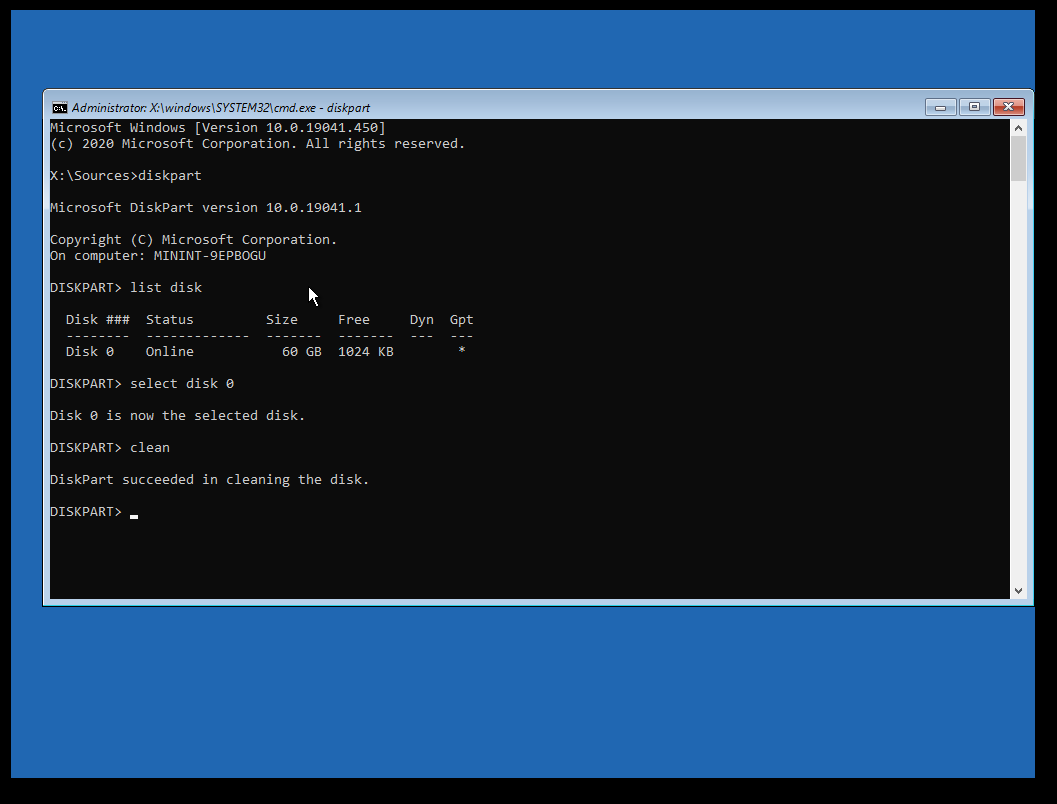 Administrator: X:\windows\SYSTEM32\cmd.exe - diskpart
Microsoft Windows [Version 10.0.19041.450]
(c) 2020 Microsoft Corporation. All rights reserved.
X:\Sources>diskpart
Microsoft DiskPart version 10.0.19041.1
Copyright (C) Microsoft Corporation.
On computer: MININT-9EPBOGU
DISKPART> list disk
  Disk ###  Status         Size     Free     Dyn  Gpt
  --------  -------------  -------  -------  ---  ---
  Disk 0    Online           60 GB  1024 KB        *
DISKPART> select disk 0
Disk 0 is now the selected disk.
DISKPART> clean
DiskPart succeeded in cleaning the disk.
DISKPART>